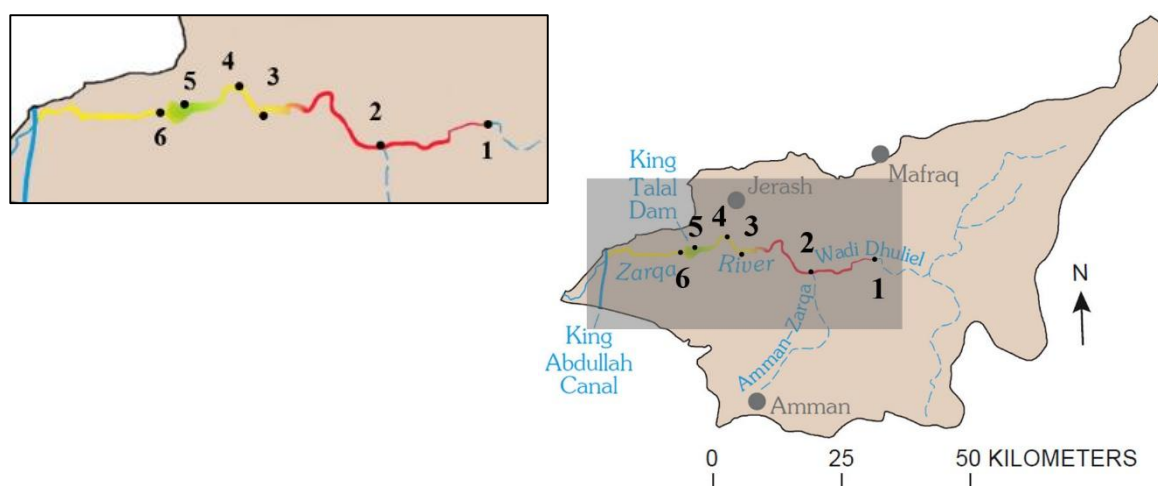 4
3
5
2
6
1
King
Talal
Dam
Mafraq
Jerash
4
5
3
2
Wadi Dhuliel
Zarqa
River
6
1
N
Amman-Zarqa
King
Abdullah
Canal
Amman
0
25
50 KILOMETERS